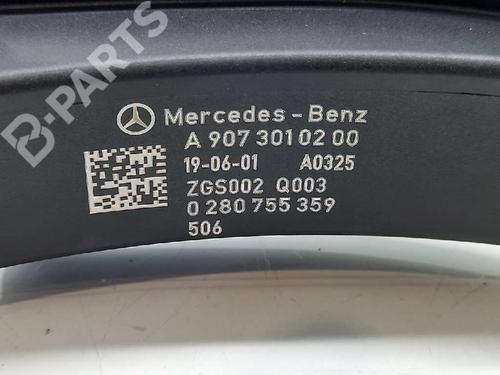 B-PARTS
Mercedes-Benz
A 907 301 02 00
19-06-01 A0325
ZGS002 Q003
0 280 755 359
506